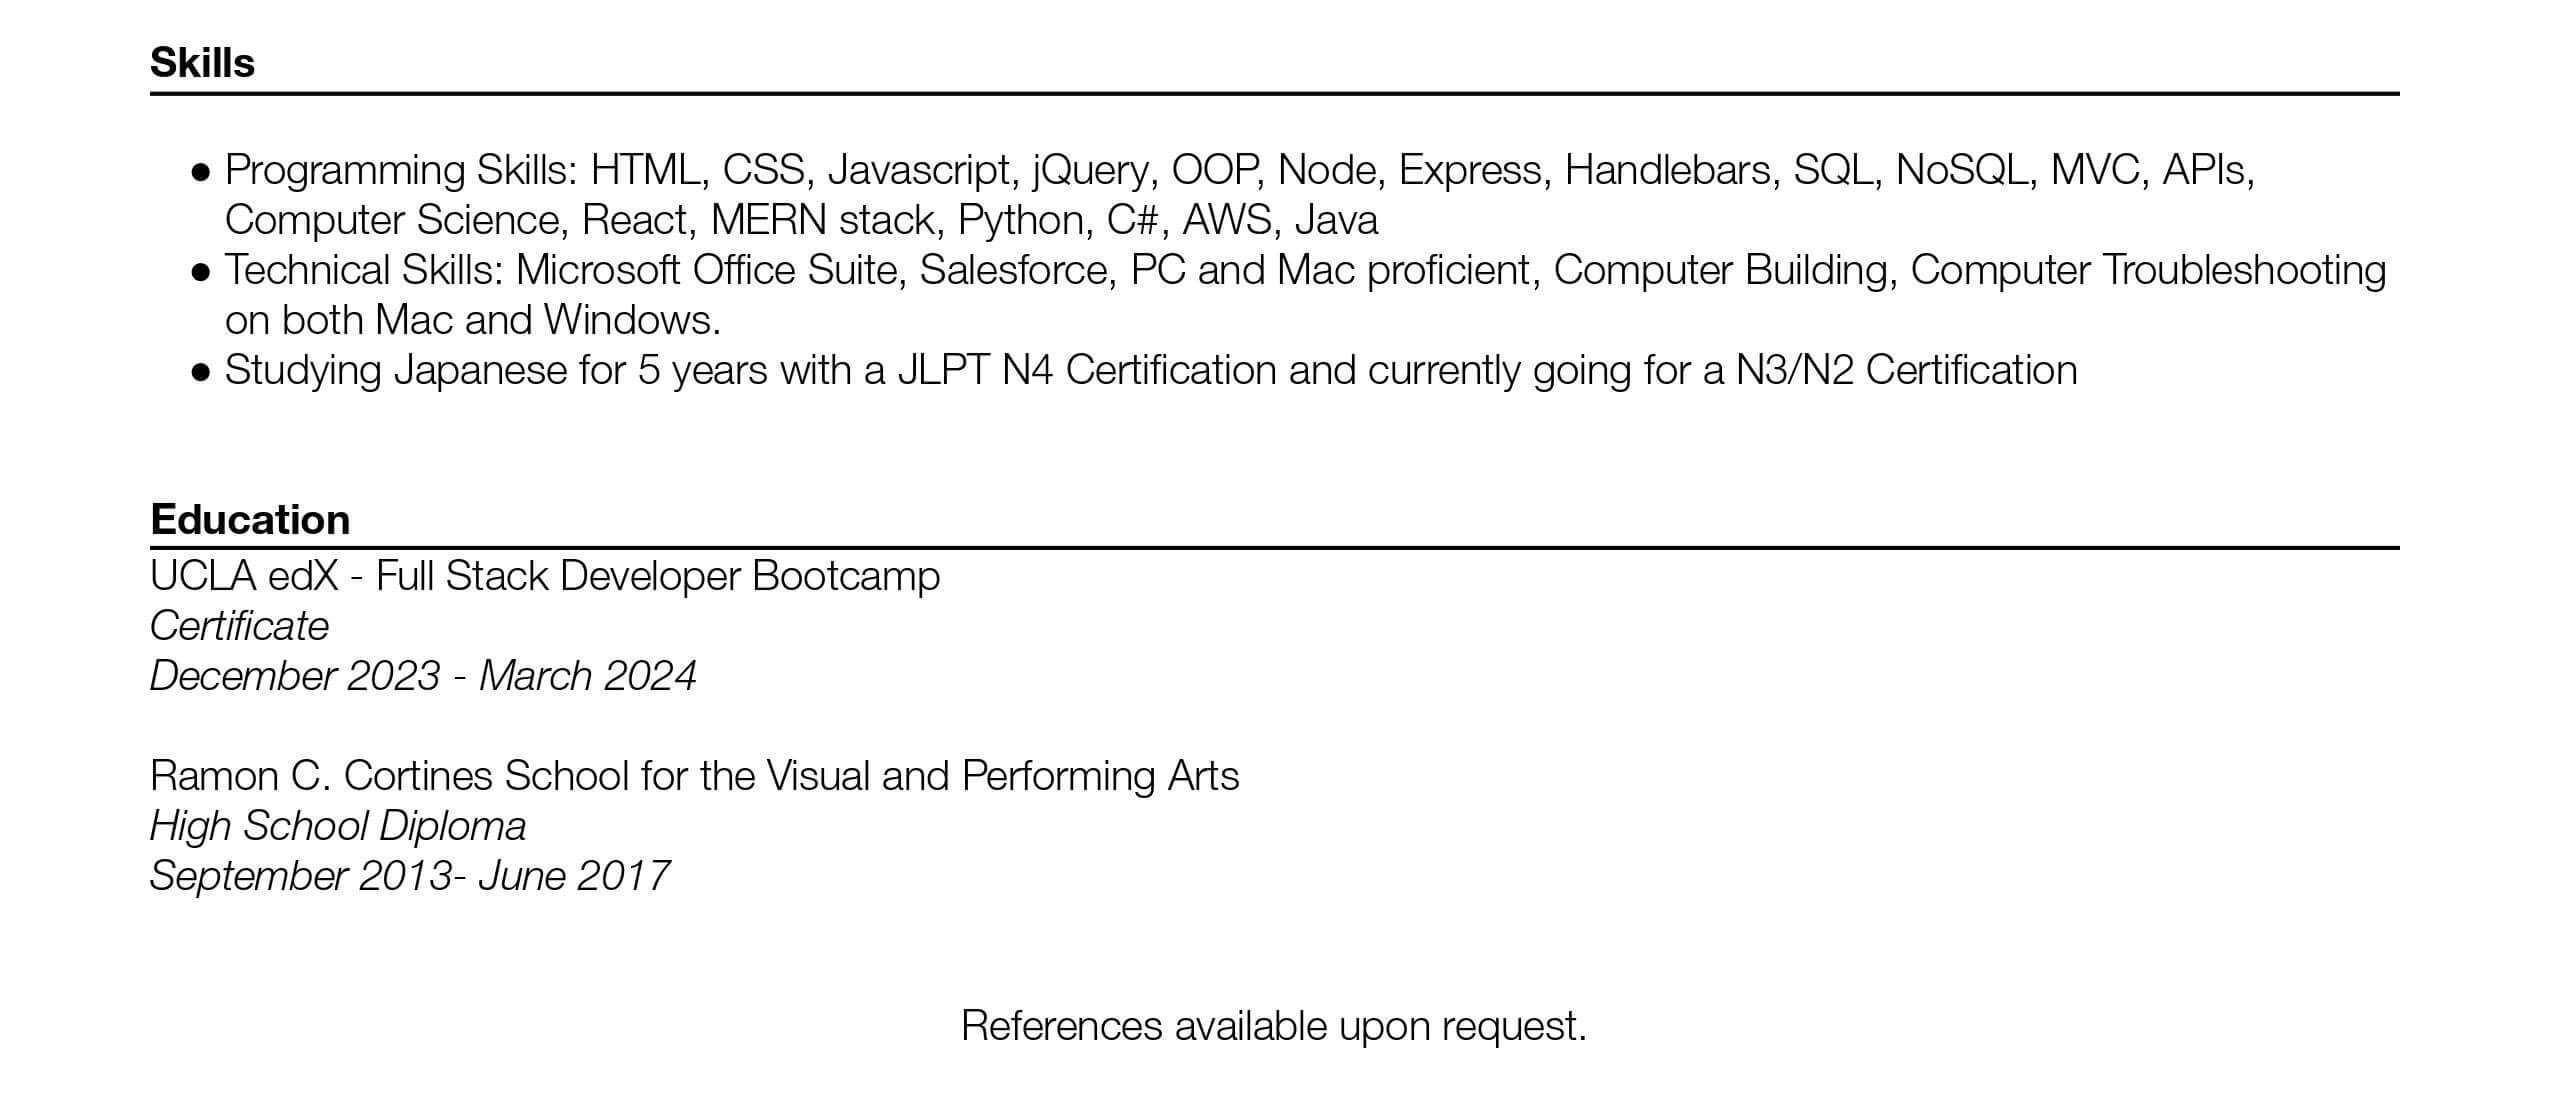 Skills
● Programming Skills: HTML, CSS, Javascript, jQuery, OOP, Node, Express, Handlebars, SQL, NoSQL, MVC, APIs,
Computer Science, React, MERN stack, Python, C#, AWS, Java
● Technical Skills: Microsoft Office Suite, Salesforce, PC and Mac proficient, Computer Building, Computer Troubleshooting
on both Mac and Windows.
● Studying Japanese for 5 years with a JLPT N4 Certification and currently going for a N3/N2 Certification
Education
UCLA edX - Full Stack Developer Bootcamp
Certificate
December 2023 - March 2024
Ramon C. Cortines School for the Visual and Performing Arts
High School Diploma
September 2013- June 2017
References available upon request.